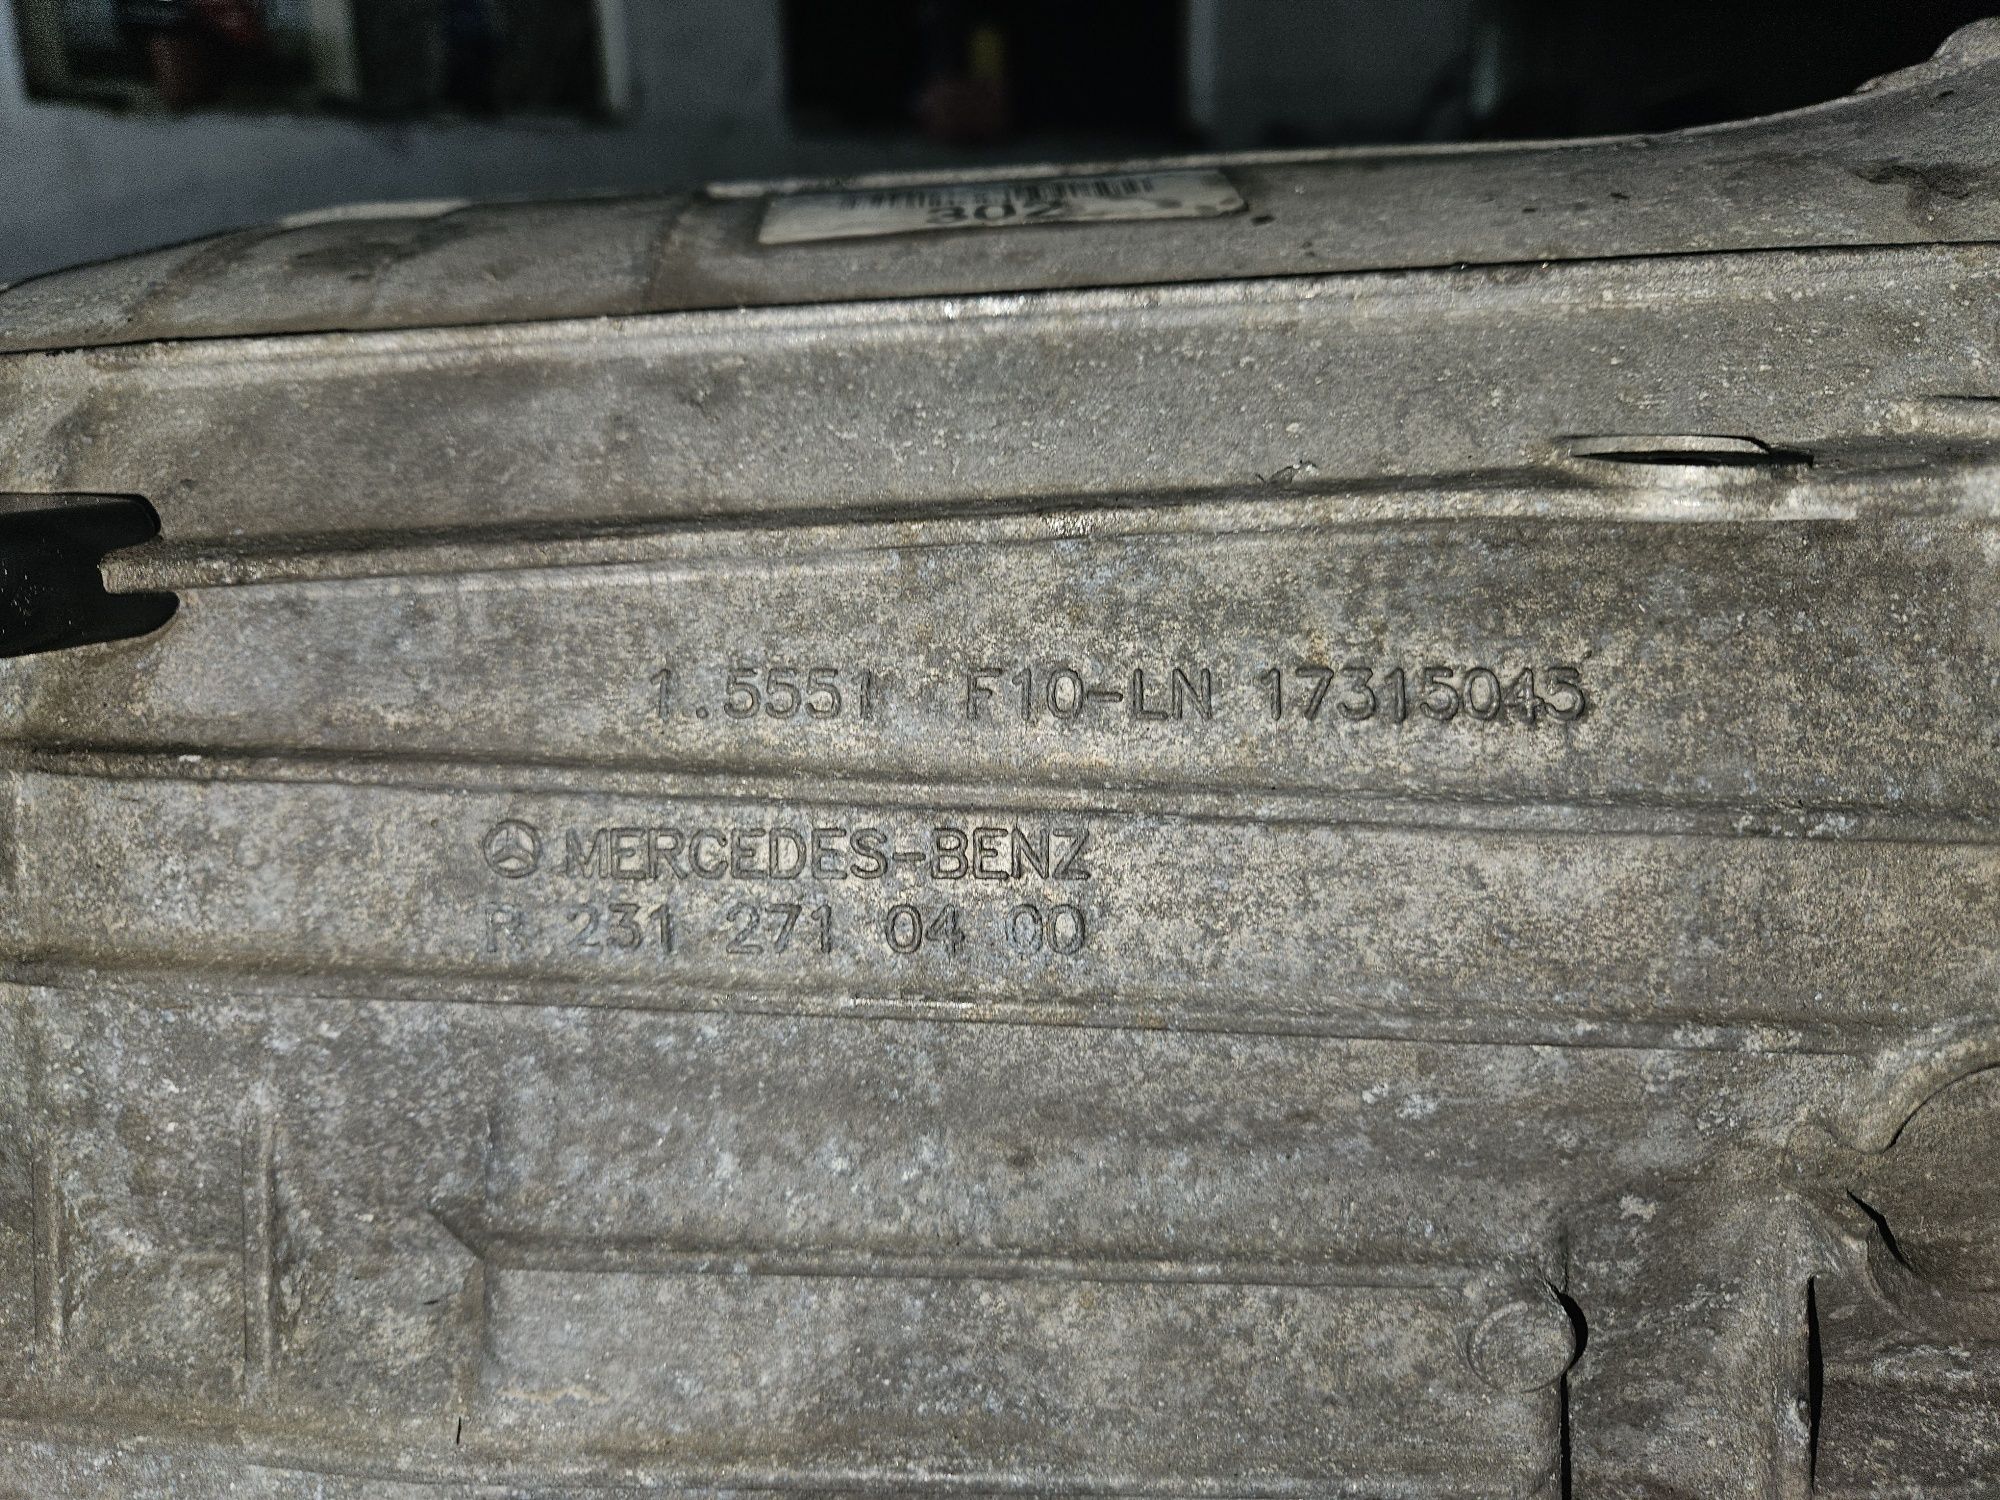 302
1.5551 F10-LN 17315045
MERCEDES-BENZ
R 231 271 04 00